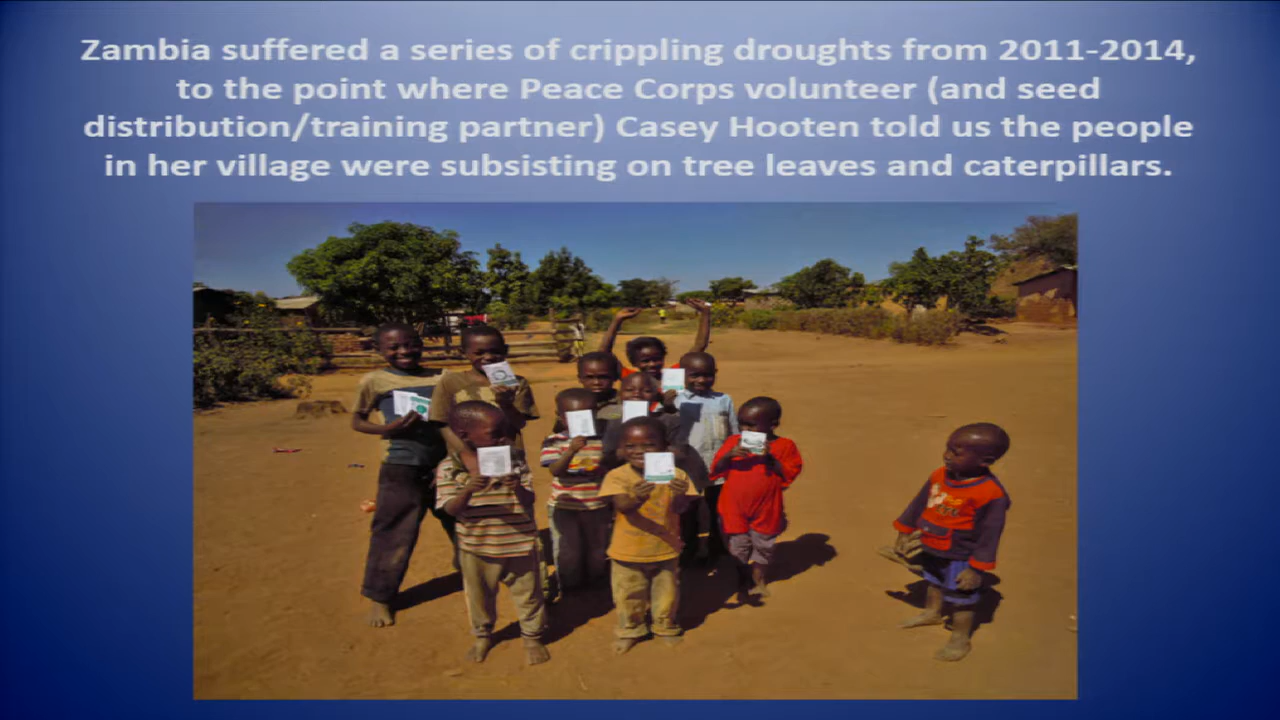 Zambia suffered a series of crippling droughts from 2011-2014,
to the point where Peace Corps volunteer (and seed
distribution/training partner) Casey Hooten told us the people
in her village were subsisting on tree leaves and caterpillars.